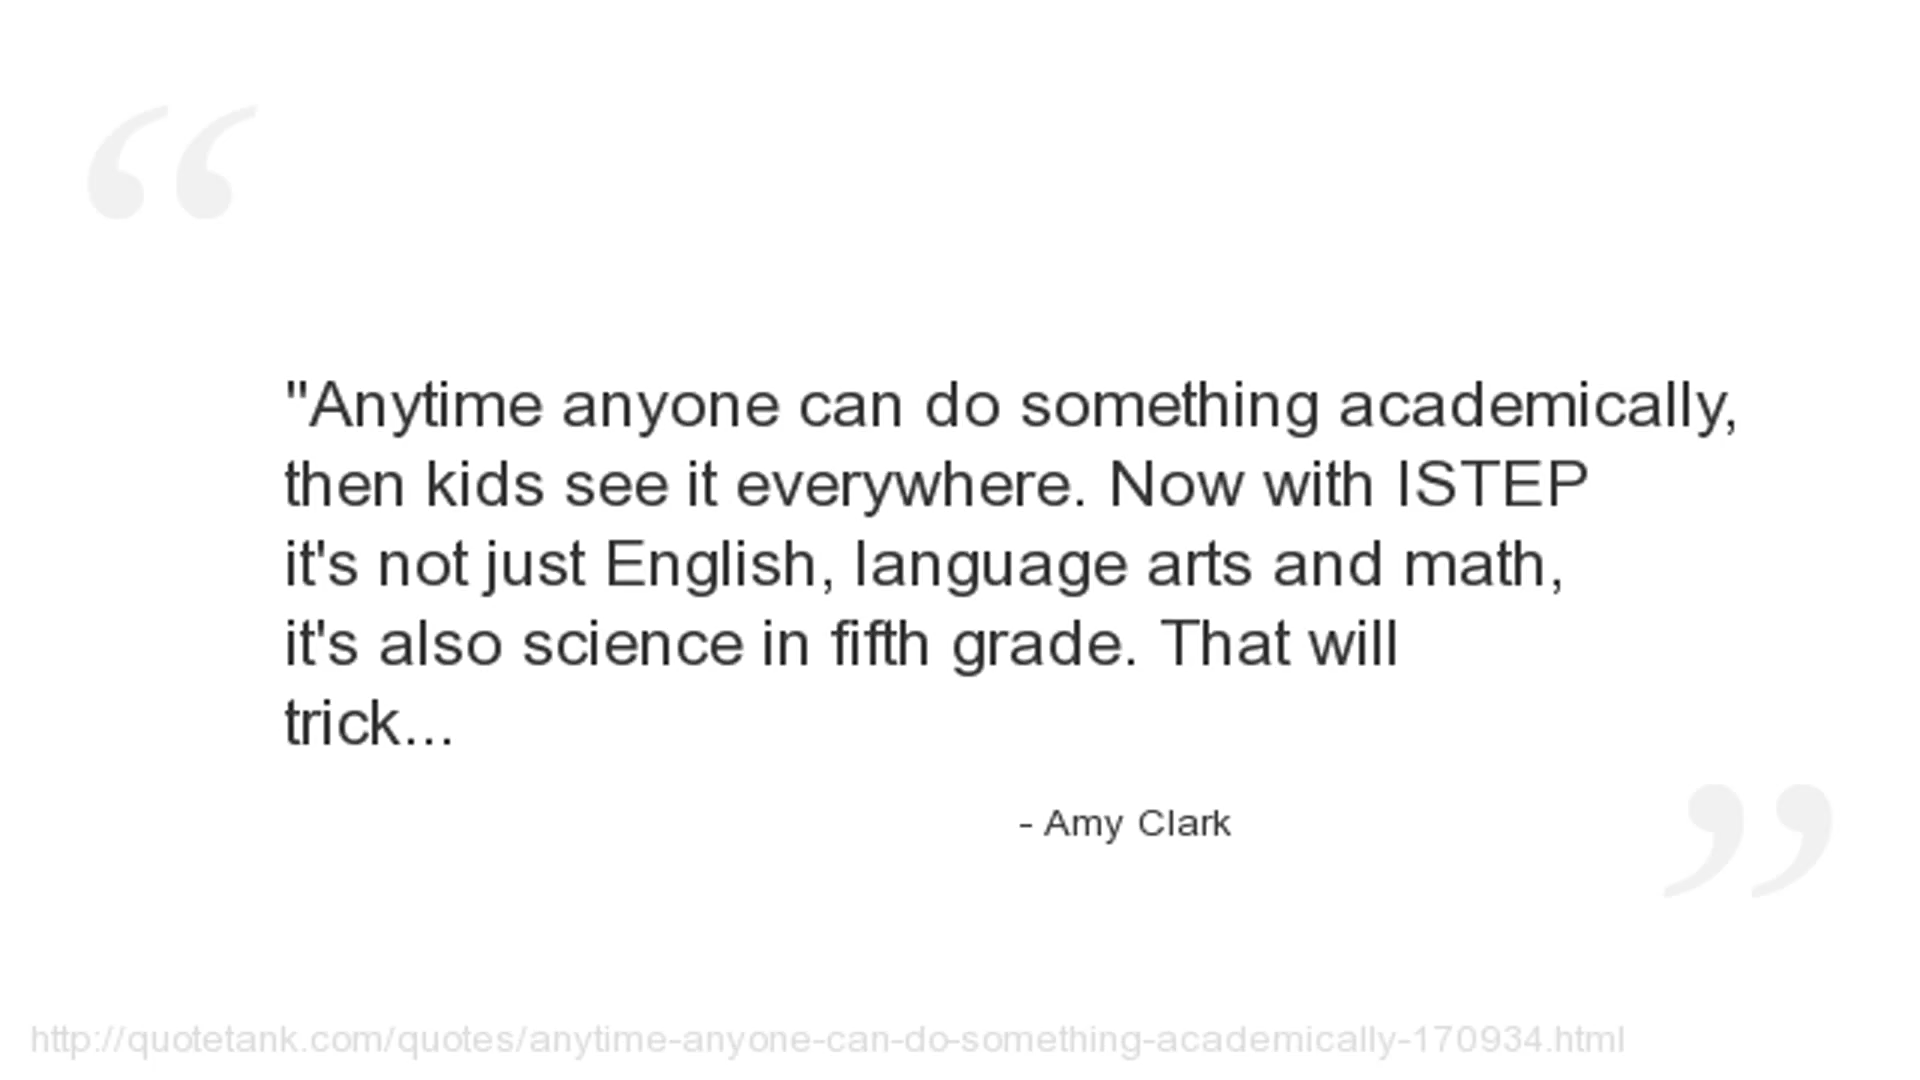 "Anytime anyone can do something academically,
then kids see it everywhere. Now with ISTEP
it's not just English, language arts and math,
it's also science in fifth grade. That will
trick...
- Amy Clark
http://quotetank.com/quotes/anytime-anyone-can-do-something-academically-170934.html